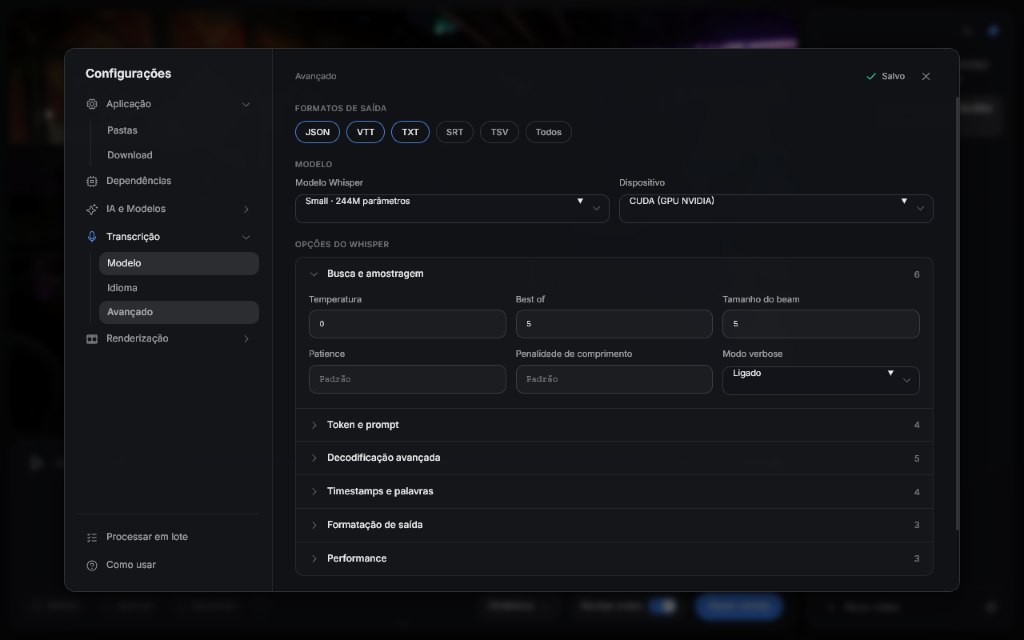 Configurações
Aplicação
Pastas
Download
Dependências
IA e Modelos
Transcrição
Modelo
Idioma
Avançado
Renderização
Processar em lote
Como usar
Avançado
Salvo
FORMATOS DE SAÍDA
JSON VTT TXT SRT TSV Todos
MODELO
Modelo Whisper Dispositivo
Small - 244M parâmetros CUDA (GPU NVIDIA)
OPÇÕES DO WHISPER
Busca e amostragem 6
Temperatura Best of Tamanho do beam
0 5 5
Patience Penalidade de comprimento Modo verbose
Padrão Padrão Ligado
Token e prompt 4
Decodificação avançada 5
Timestamps e palavras 4
Formatação de saída 3
Performance 3